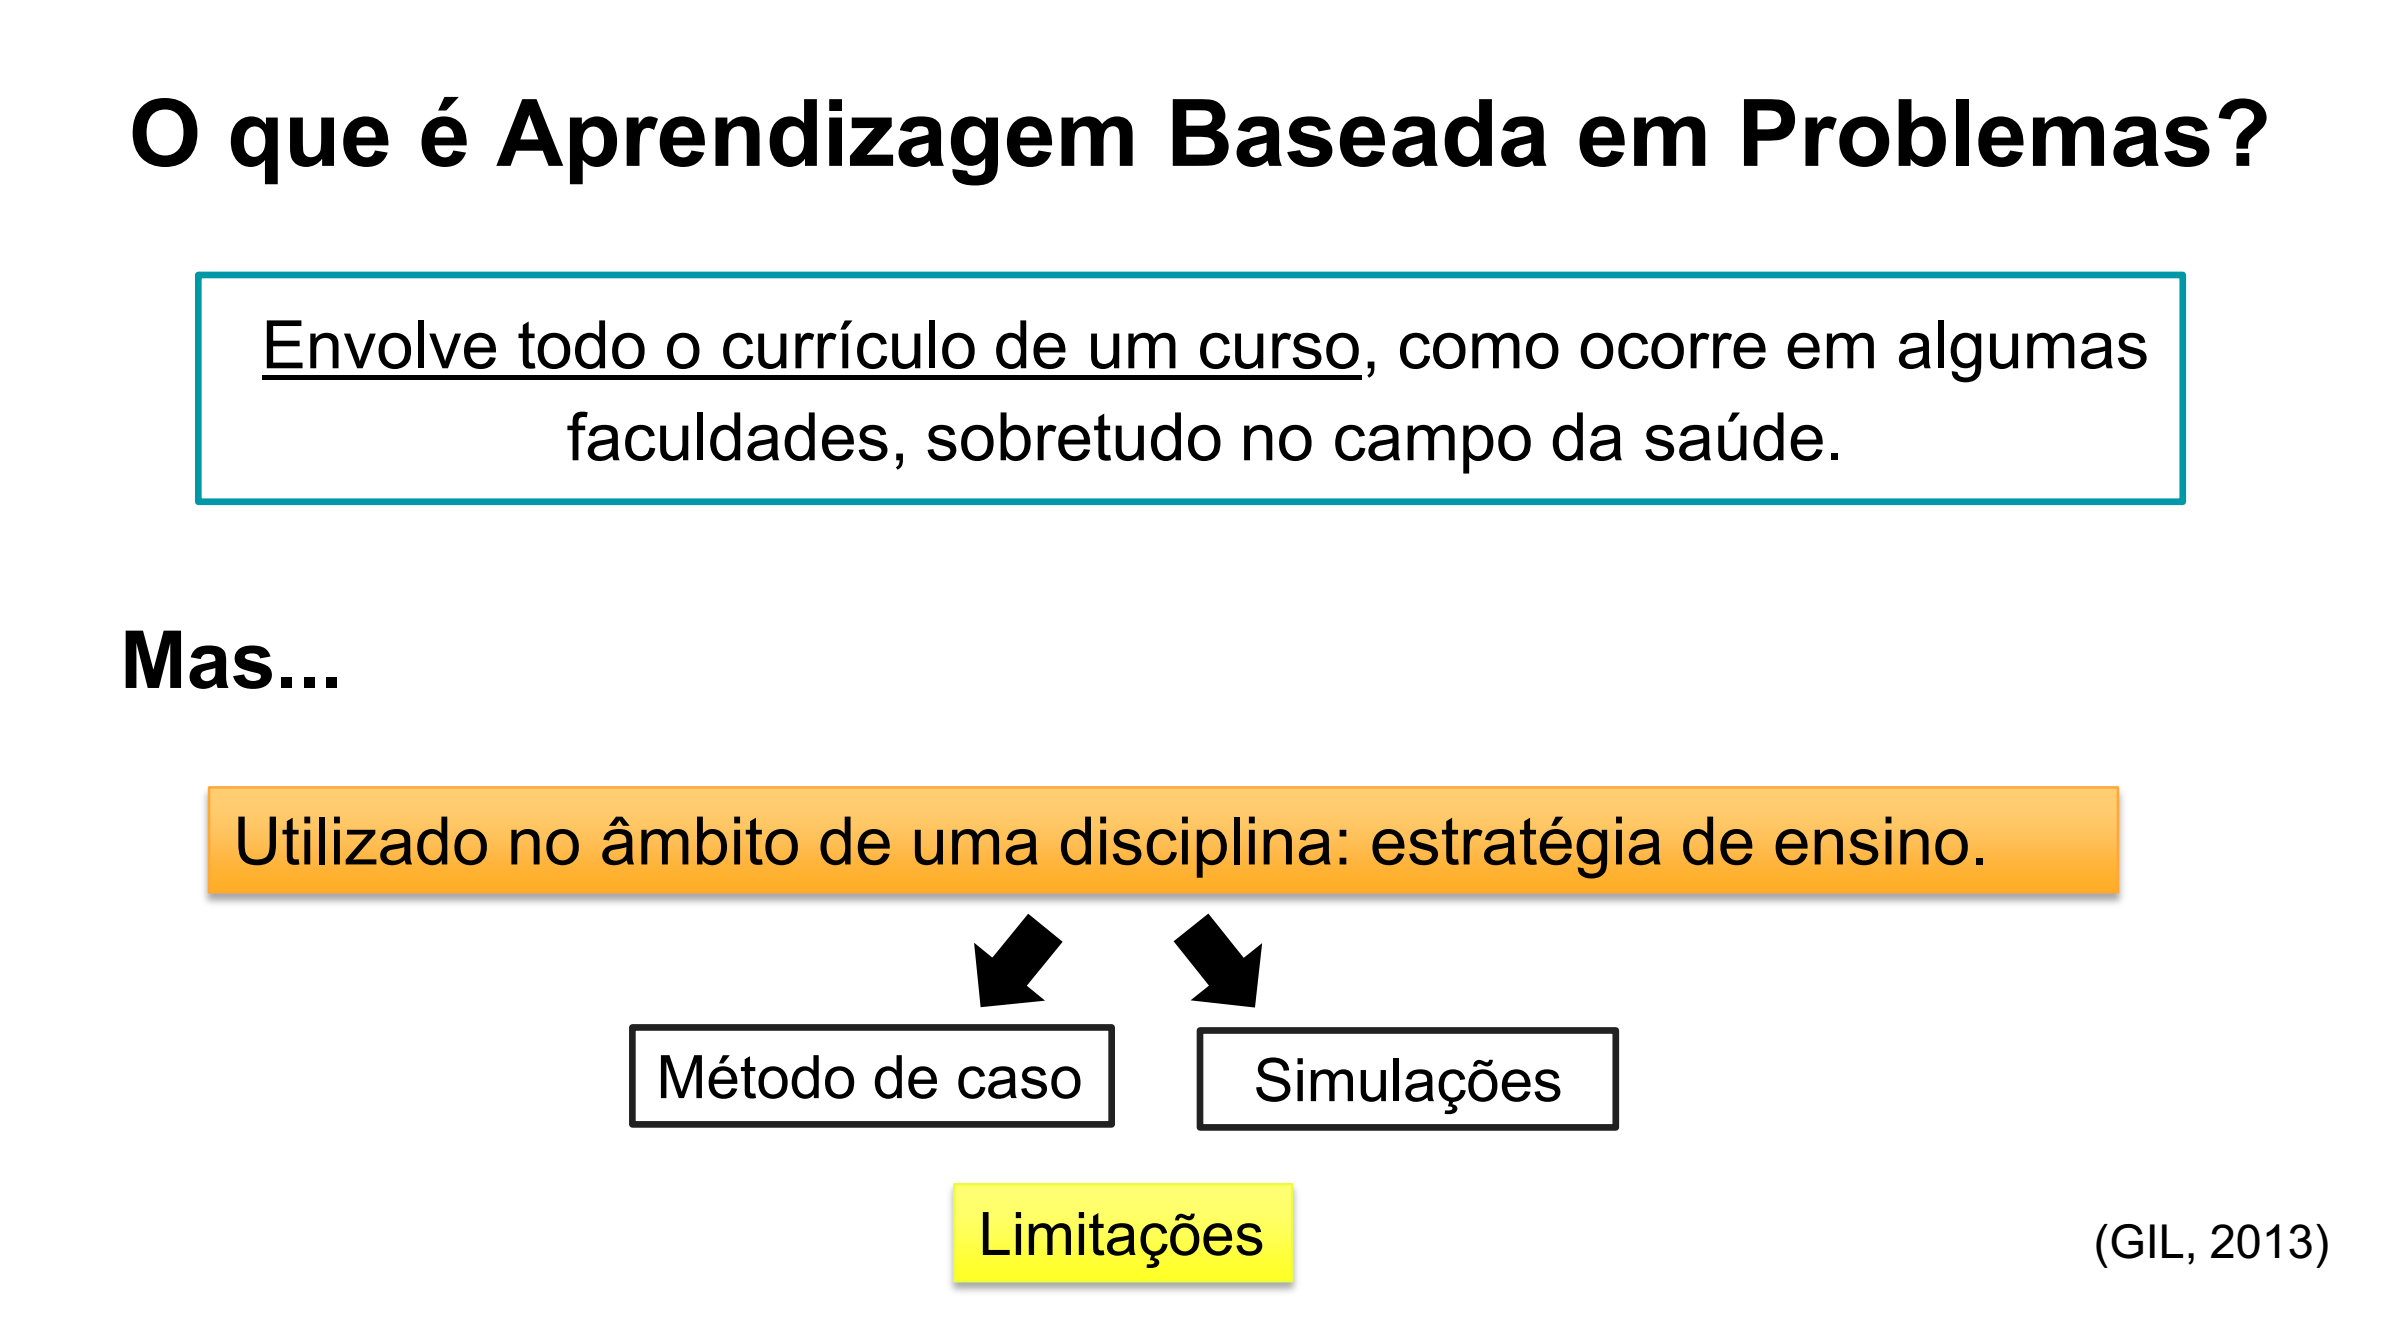 O que é Aprendizagem Baseada em Problemas?
Envolve todo o currículo de um curso, como ocorre em algumas
faculdades, sobretudo no campo da saúde.
Mas...
Utilizado no âmbito de uma disciplina: estratégia de ensino.
Método de caso
Simulações
Limitações
(GIL, 2013)